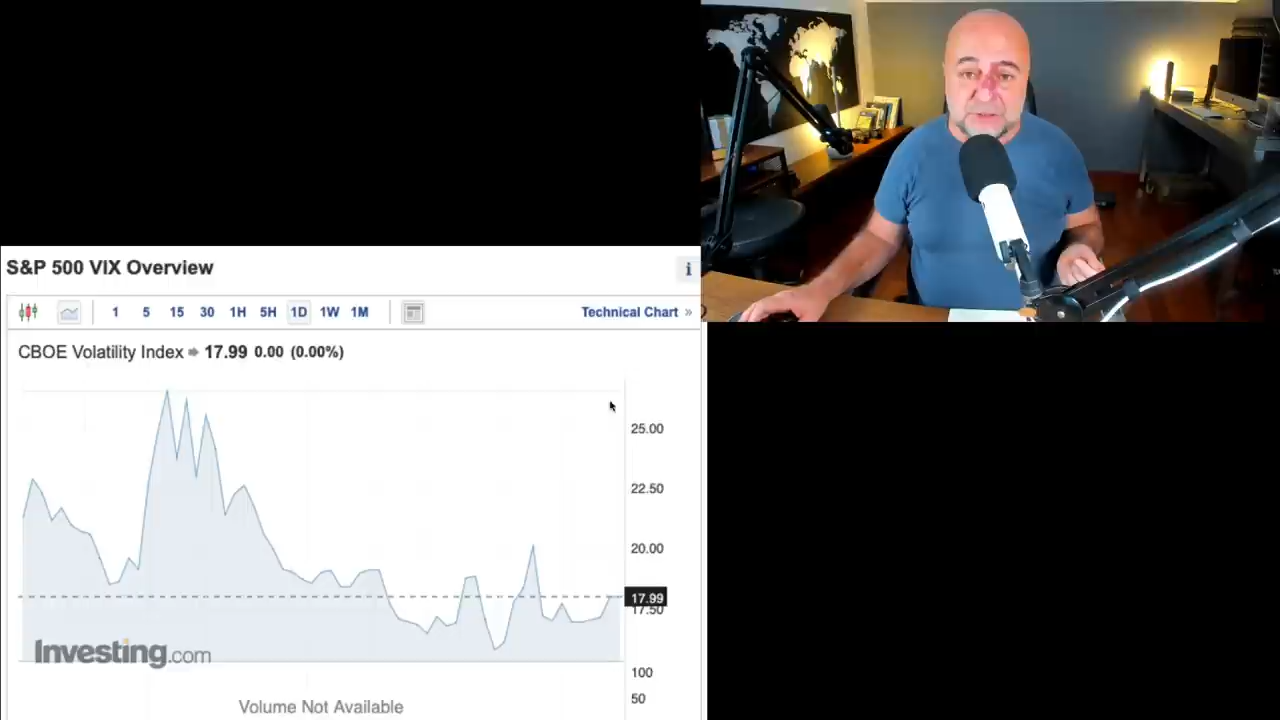 S&P 500 VIX Overview
i
1 5 15 30 1H 5H 1D 1W 1M Technical Chart »
CBOE Volatility Index 17.99 0.00 (0.00%)
25.00
22.50
20.00
17.99
17.50
Investing.com
100
Volume Not Available
50